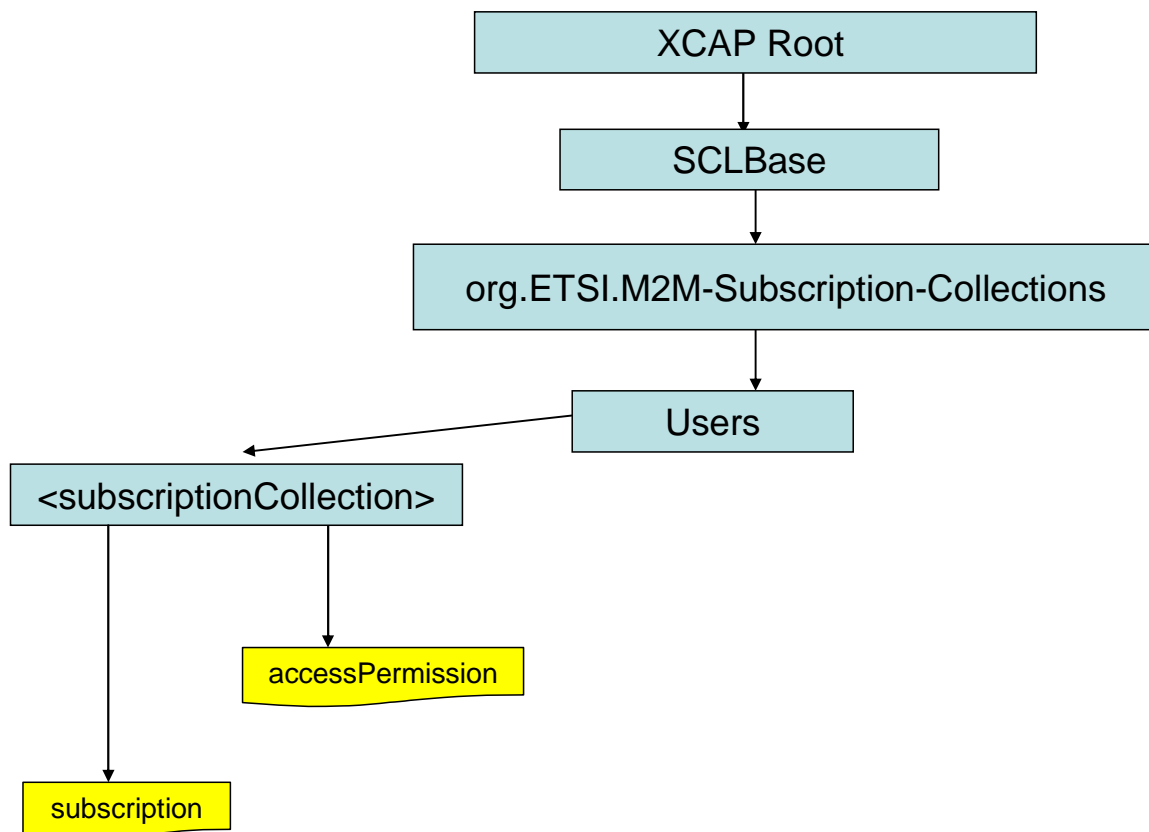 XCAP Root
SCLBase
org.ETSI.M2M-Subscription-Collections
Users
<subscriptionCollection>
accessPermission
subscription